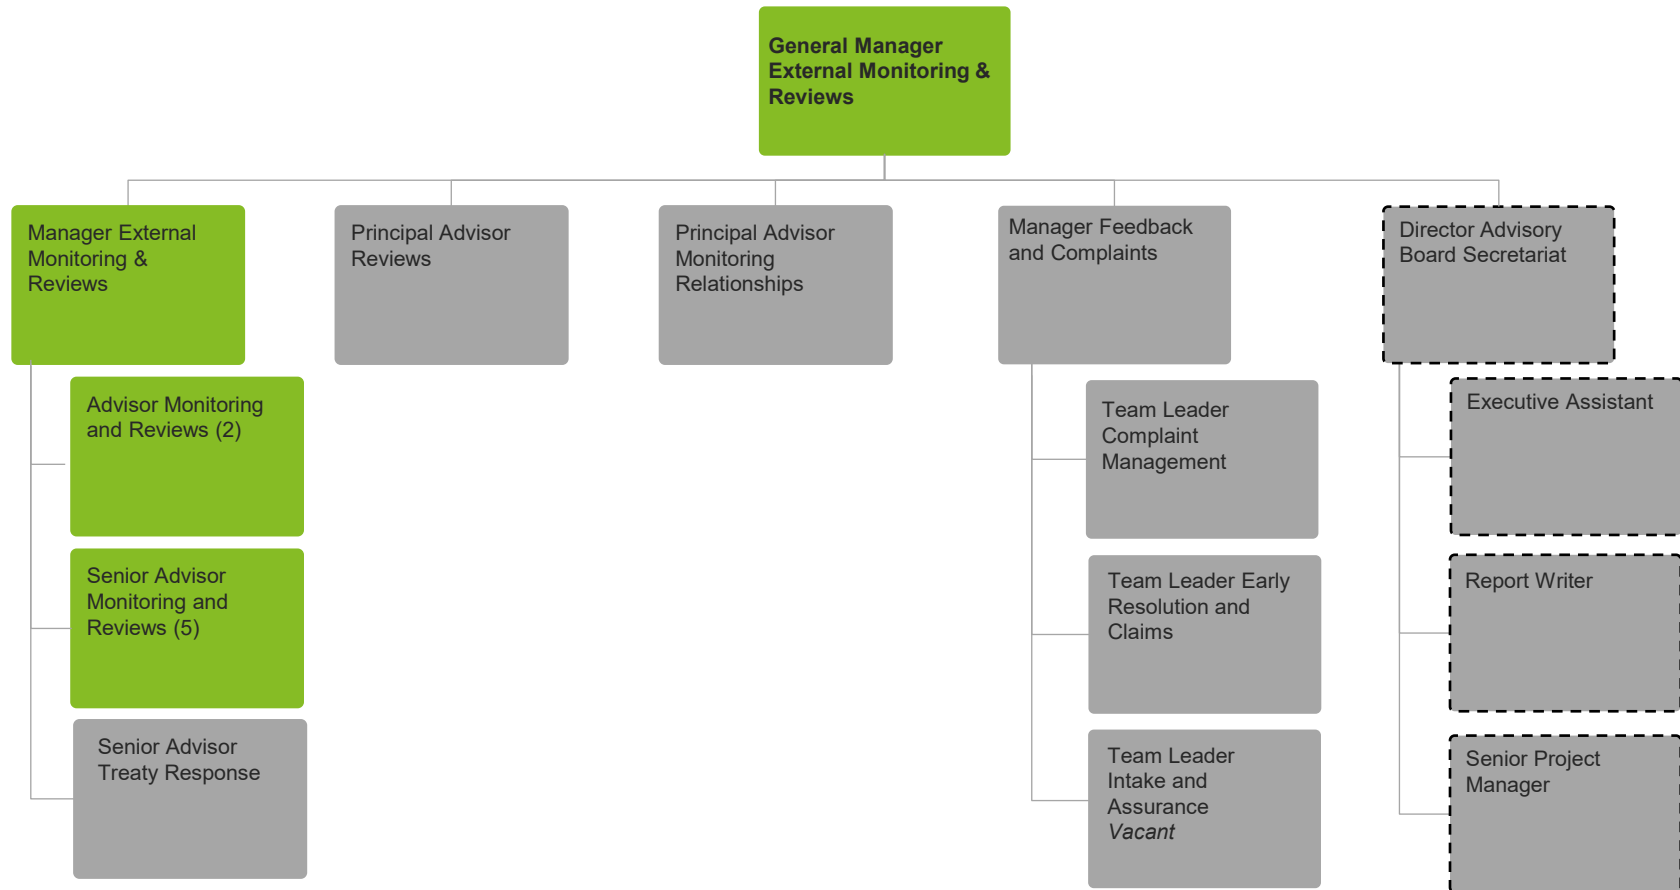 General Manager
External Monitoring &
Reviews
Manager External
Monitoring &
Reviews
Principal Advisor
Reviews
Principal Advisor
Monitoring
Relationships
Manager Feedback
and Complaints
Director Advisory
Board Secretariat
Advisor Monitoring
and Reviews (2)
Senior Advisor
Monitoring and
Reviews (5)
Senior Advisor
Treaty Response
Team Leader
Complaint
Management
Team Leader Early
Resolution and
Claims
Team Leader
Intake and
Assurance
Vacant
Executive Assistant
Report Writer
Senior Project
Manager